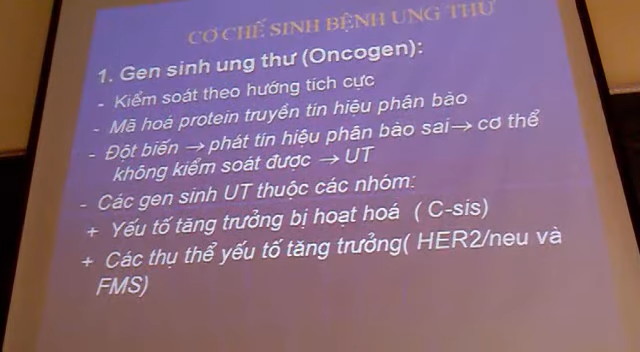 CƠ CHẾ SINH BỆNH UNG THƯ
1. Gen sinh ung thư (Oncogen):
- Kiểm soát theo hướng tích cực
- Mã hoá protein truyền tin hiệu phân bào
- Đột biến → phát tín hiệu phân bào sai→ cơ thể
không kiểm soát được → UT
- Các gen sinh UT thuộc các nhóm:
+ Yếu tố tăng trưởng bị hoạt hoá ( C-sis)
+ Các thụ thể yếu tố tăng trưởng( HER2/neu và
FMS)